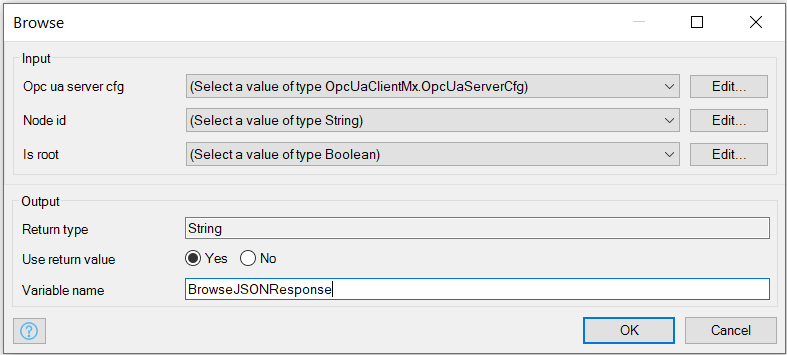 Browse
Input
Opc ua server cfg (Select a value of type OpcUaClientMx.OpcUaServerCfg) Edit...
Node id (Select a value of type String) Edit...
Is root (Select a value of type Boolean) Edit...
Output
Return type String
Use return value Yes No
Variable name BrowseJSONResponse
? OK Cancel